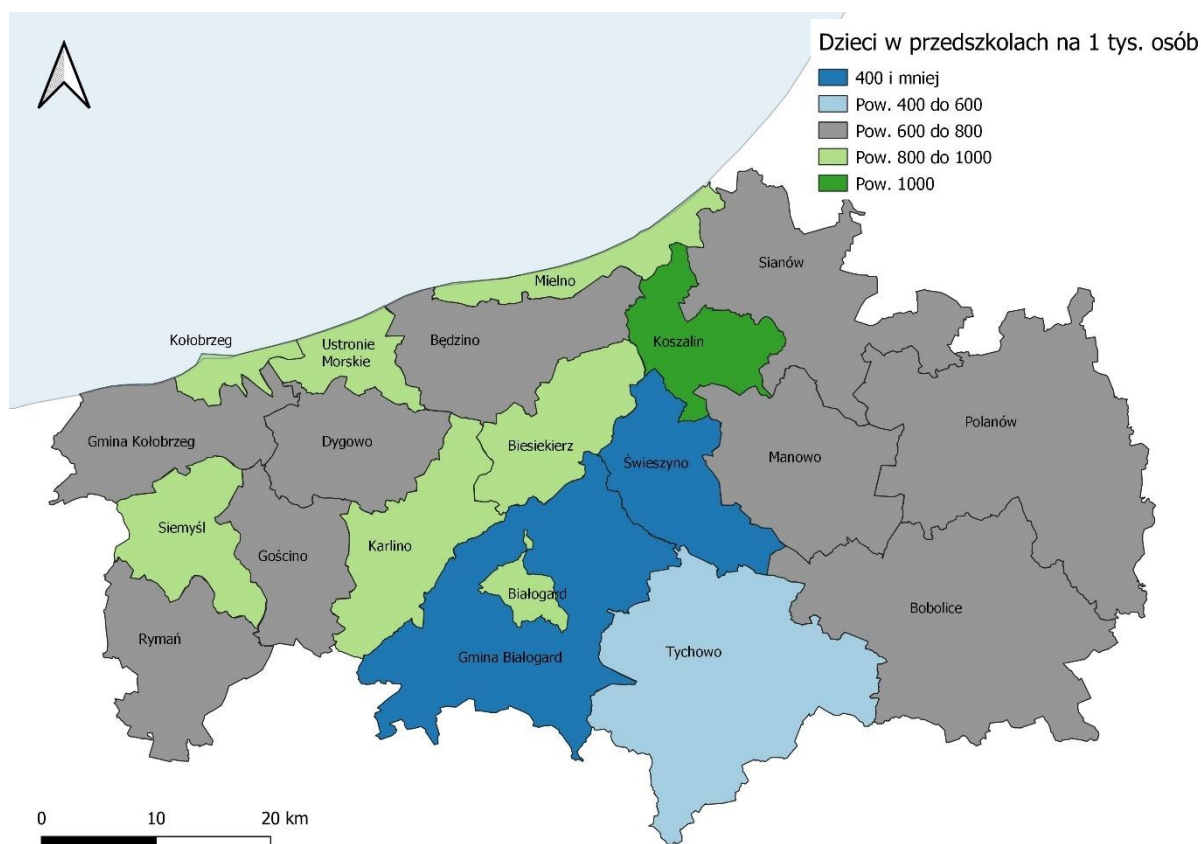 Dzieci w przedszkolach na 1 tys. osób
400 i mniej
Pow. 400 do 600
Pow. 600 do 800
Pow. 800 do 1000
Pow. 1000
Sianów
Mielno
Kołobrzeg
Ustronie
Morskie
Będzino
Koszalin
Polanów
Gmina Kołobrzeg
Dygowo
Biesiekierz
Świeszyno
Manowo
Siemyśl
Gościno
Karlino
Białogard
Bobolice
Rymań
Gmina Białogard
Tychowo
0 10 20 km